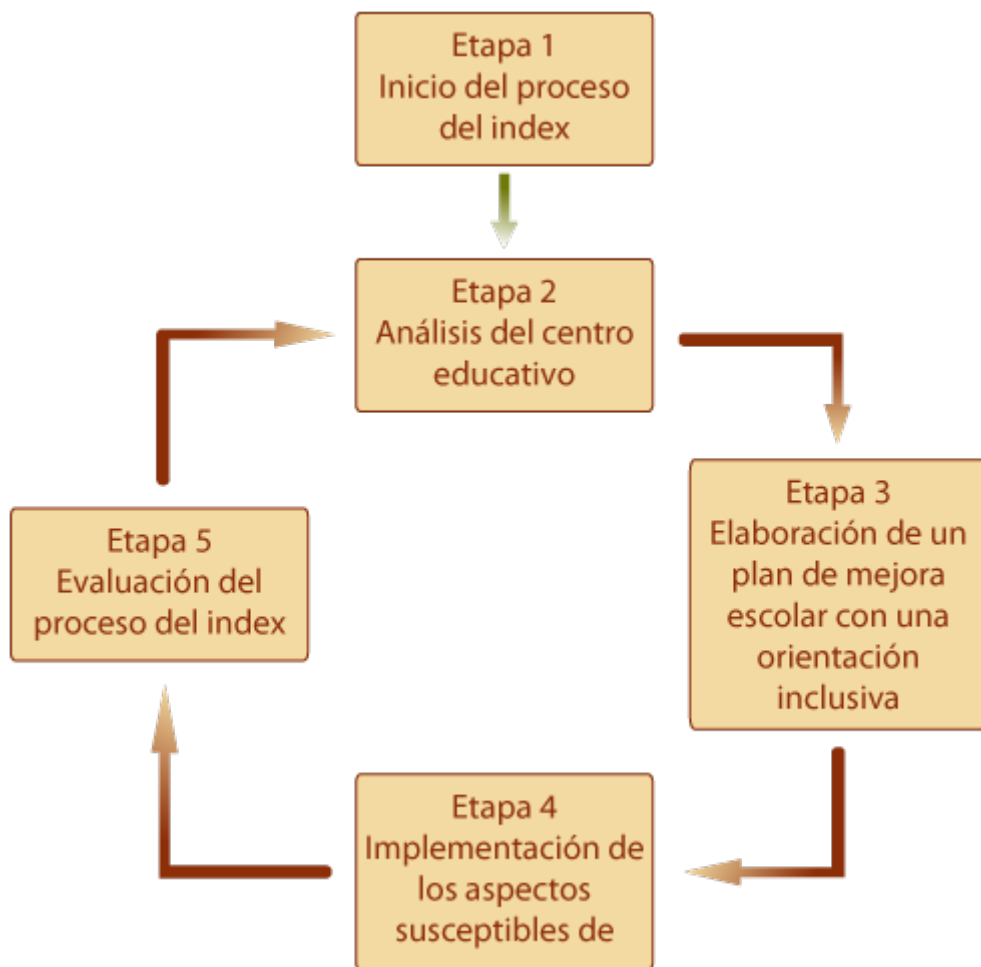 Etapa 1
Inicio del proceso
del index
Etapa 2
Análisis del centro
educativo
Etapa 3
Elaboración de un
plan de mejora
escolar con una
orientación
inclusiva
Etapa 4
Implementación de
los aspectos
susceptibles de
Etapa 5
Evaluación del
proceso del index